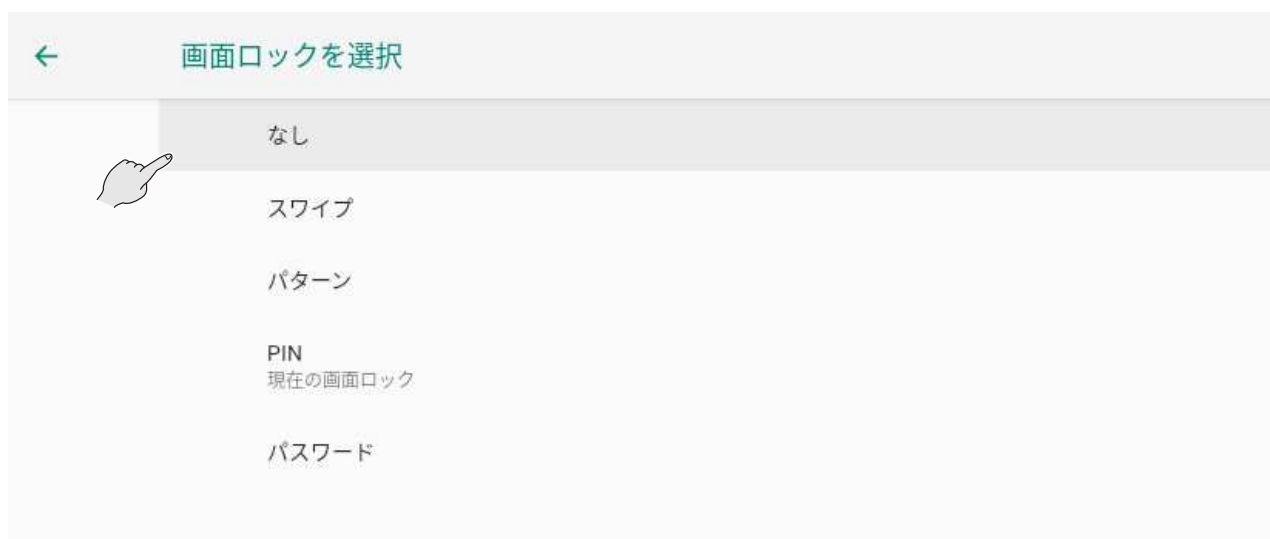 画面ロックを選択
なし
スワイプ
パターン
PIN
現在の画面ロック
パスワード